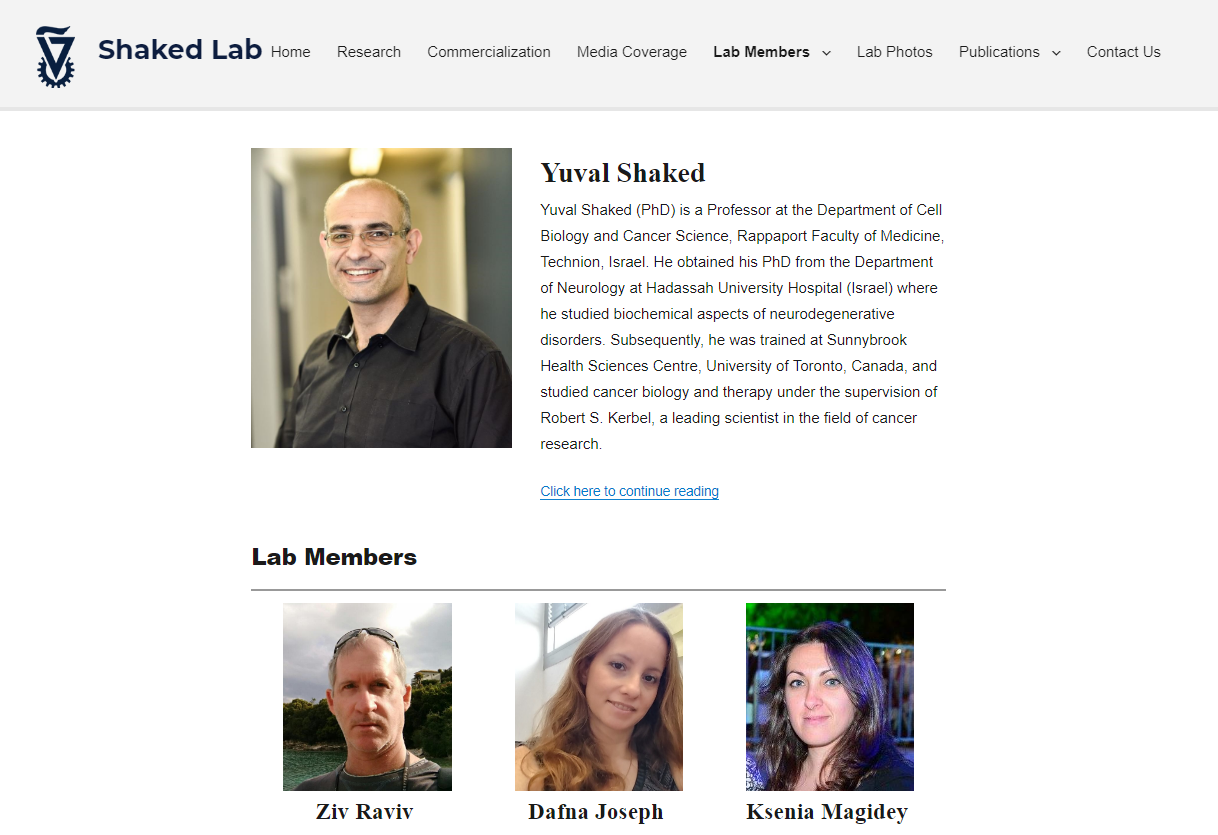 Shaked Lab Home Research Commercialization Media Coverage Lab Members Lab Photos Publications Contact Us
Yuval Shaked
Yuval Shaked (PhD) is a Professor at the Department of Cell
Biology and Cancer Science, Rappaport Faculty of Medicine,
Technion, Israel. He obtained his PhD from the Department
of Neurology at Hadassah University Hospital (Israel) where
he studied biochemical aspects of neurodegenerative
disorders. Subsequently, he was trained at Sunnybrook
Health Sciences Centre, University of Toronto, Canada, and
studied cancer biology and therapy under the supervision of
Robert S. Kerbel, a leading scientist in the field of cancer
research.
Click here to continue reading
Lab Members
Ziv Raviv Dafna Joseph Ksenia Magidey